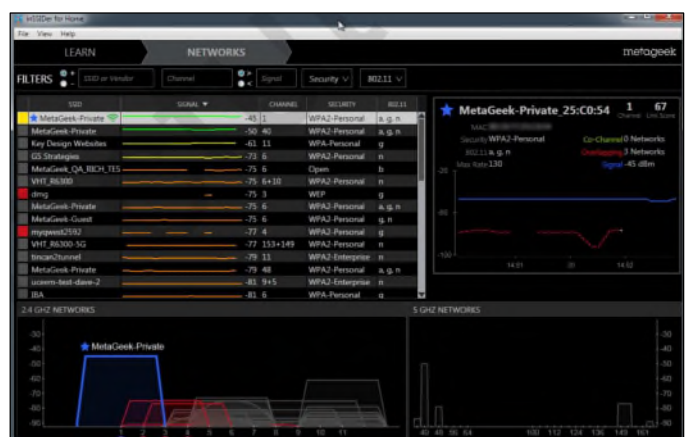 inSSIDer for Home
File View Help
LEARN NETWORKS metageek
FILTERS + - SSID or Vendor Channel > < Signal Security 802.11
SSID SIGNAL CHANNEL SECURITY 802.11
MetaGeek-Private -45 1 WPA2-Personal a, g, n
MetaGeek-Private -50 40 WPA2-Personal a, g, n
Key Design Websites -61 11 WPA-Personal g
GS Strategies -73 6 WPA2-Personal n
MetaGeek_QA_RICH_TES -75 6 Open b
VHT_R6300 -75 6+10 WPA2-Personal n
dmg -75 3 WEP g
MetaGeek-Private -75 6 WPA2-Personal a, g, n
MetaGeek-Guest -75 6 WPA2-Personal g, n
myqwest2592 -77 4 WPA2-Personal g
VHT_R6300-5G -77 153+149 WPA2-Personal n
tincan2tunnel -79 11 WPA2-Enterprise n
MetaGeek-Private -79 48 WPA2-Personal a, g, n
uceem-test-dave-2 -81 9+5 WPA2-Enterprise n
IBA -81 6 WPA-Personal g
MetaGeek-Private_25:C0:54 1 67
Channel Link Score
MAC
Security WPA2-Personal Co-Channel 0 Networks
802.11 a, g, n Overlapping 3 Networks
Max Rate 130 Signal -45 dBm
-20
-100
14:51 14:52
2.4 GHZ NETWORKS
-30
-40
-50
-60
-70
-80
-90
MetaGeek-Private
1 2 3 4 5 6 7 8 9 10 11
5 GHZ NETWORKS
-30
-40
-50
-60
-70
-80
-90
40 48 56 64 100 112 124 136 149 161